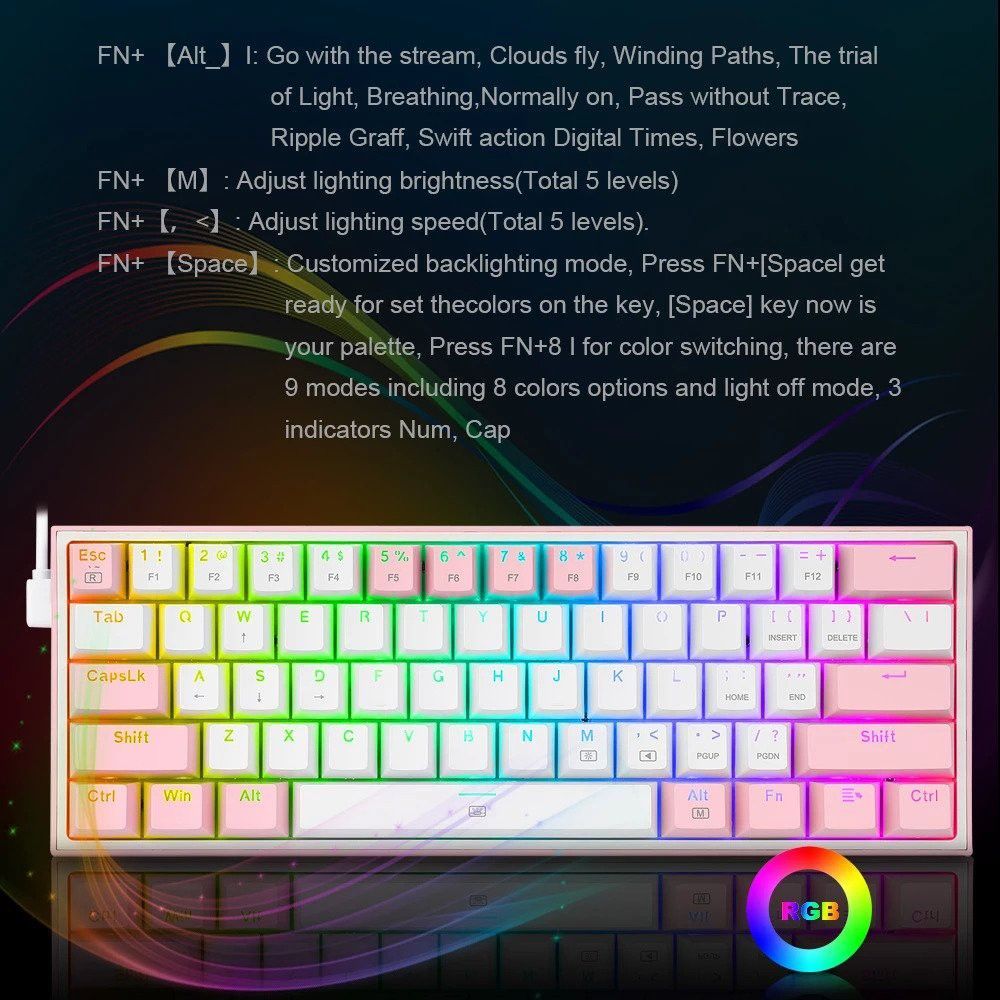 FN+ 【Alt_】I: Go with the stream, Clouds fly, Winding Paths, The trial
of Light, Breathing,Normally on, Pass without Trace,
Ripple Graff, Swift action Digital Times, Flowers
FN+ 【M】: Adjust lighting brightness(Total 5 levels)
FN+【, <】: Adjust lighting speed(Total 5 levels).
FN+ 【Space】: Customized backlighting mode, Press FN+[Spacel get
ready for set thecolors on the key, [Space] key now is
your palette, Press FN+8 I for color switching, there are
9 modes including 8 colors options and light off mode, 3
indicators Num, Cap
Esc 1 ! 2 @ 3 # 4 $ 5 % 6 ^ 7 & 8 * 9 ( 0 ) - – = + ←
R F1 F2 F3 F4 F5 F6 F7 F8 F9 F10 F11 F12
Tab Q W E R T Y U I O P [ { ] } \ |
↑ INSERT DELETE
CapsLk A S D F G H J K L ; : ' "
← ↓ → HOME END
Shift Z X C V B N M , < . > / ? Shift
PGUP PGDN
Ctrl Win Alt Alt Fn Ctrl
M
RGB